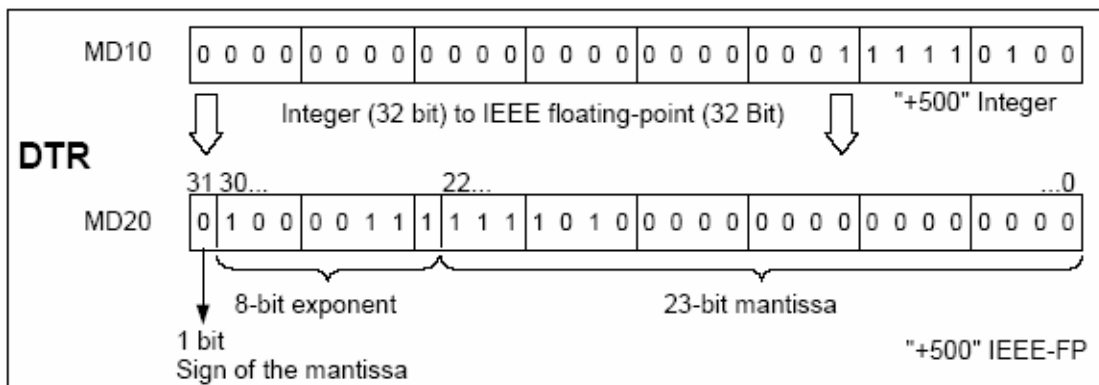 MD10 0 0 0 0 0 0 0 0 0 0 0 0 0 0 0 0 0 0 0 0 0 0 0 1 1 1 1 1 0 1 0 0
Integer (32 bit) to IEEE floating-point (32 Bit) "+500" Integer
DTR
31 30... 22... ...0
MD20 0 1 0 0 0 0 1 1 1 1 1 1 1 0 1 0 0 0 0 0 0 0 0 0 0 0 0 0 0 0 0 0
8-bit exponent 23-bit mantissa
1 bit
Sign of the mantissa "+500" IEEE-FP